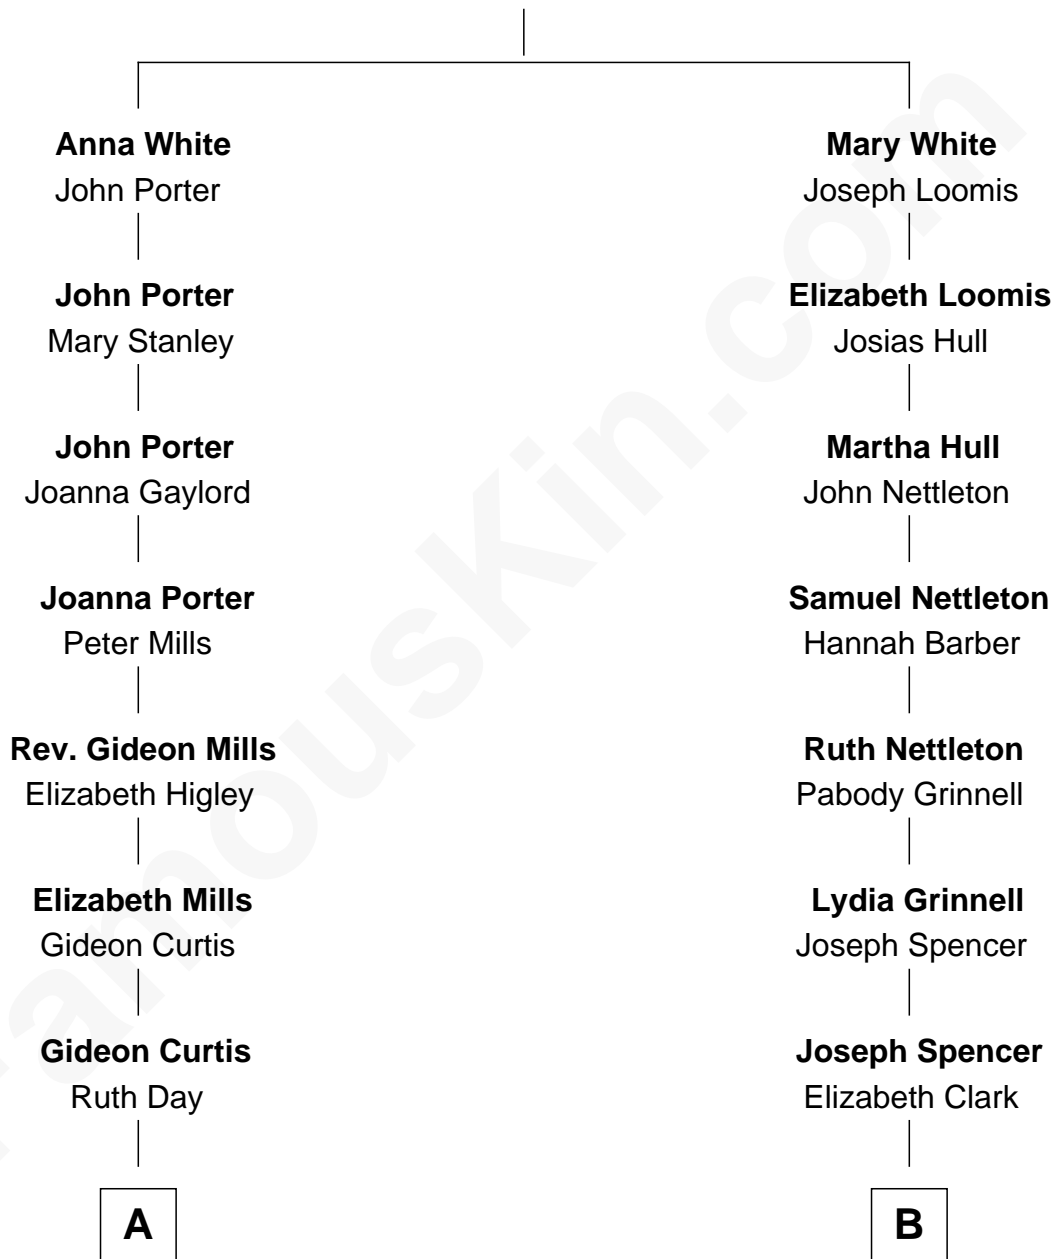 Anna White
John Porter
John Porter
Mary Stanley
John Porter
Joanna Gaylord
Joanna Porter
Peter Mills
Rev. Gideon Mills
Elizabeth Higley
Elizabeth Mills
Gideon Curtis
Gideon Curtis
Ruth Day
A
Mary White
Joseph Loomis
Elizabeth Loomis
Josias Hull
Martha Hull
John Nettleton
Samuel Nettleton
Hannah Barber
Ruth Nettleton
Pabody Grinnell
Lydia Grinnell
Joseph Spencer
Joseph Spencer
Elizabeth Clark
B
FamousKin.com